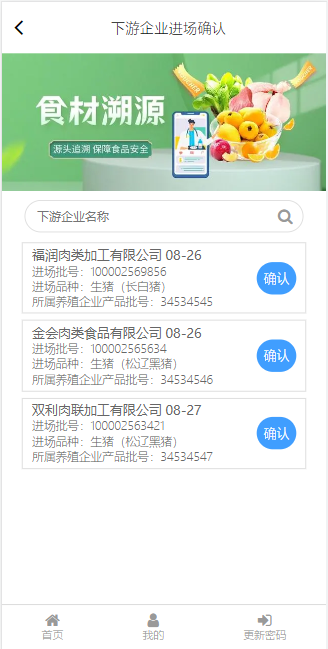 下游企业进场确认
食材溯源
源头追溯 保障食品安全
下游企业名称
福润肉类加工有限公司 08-26
进场批号：100002569856
进场品种：生猪（长白猪）
所属养殖企业产品批号：34534545
确认
金会肉类食品有限公司 08-26
进场批号：100002565634
进场品种：生猪（松辽黑猪）
所属养殖企业产品批号：34534546
确认
双利肉联加工有限公司 08-27
进场批号：100002563421
进场品种：生猪（松辽黑猪）
所属养殖企业产品批号：34534547
确认
首页
我的
更新密码